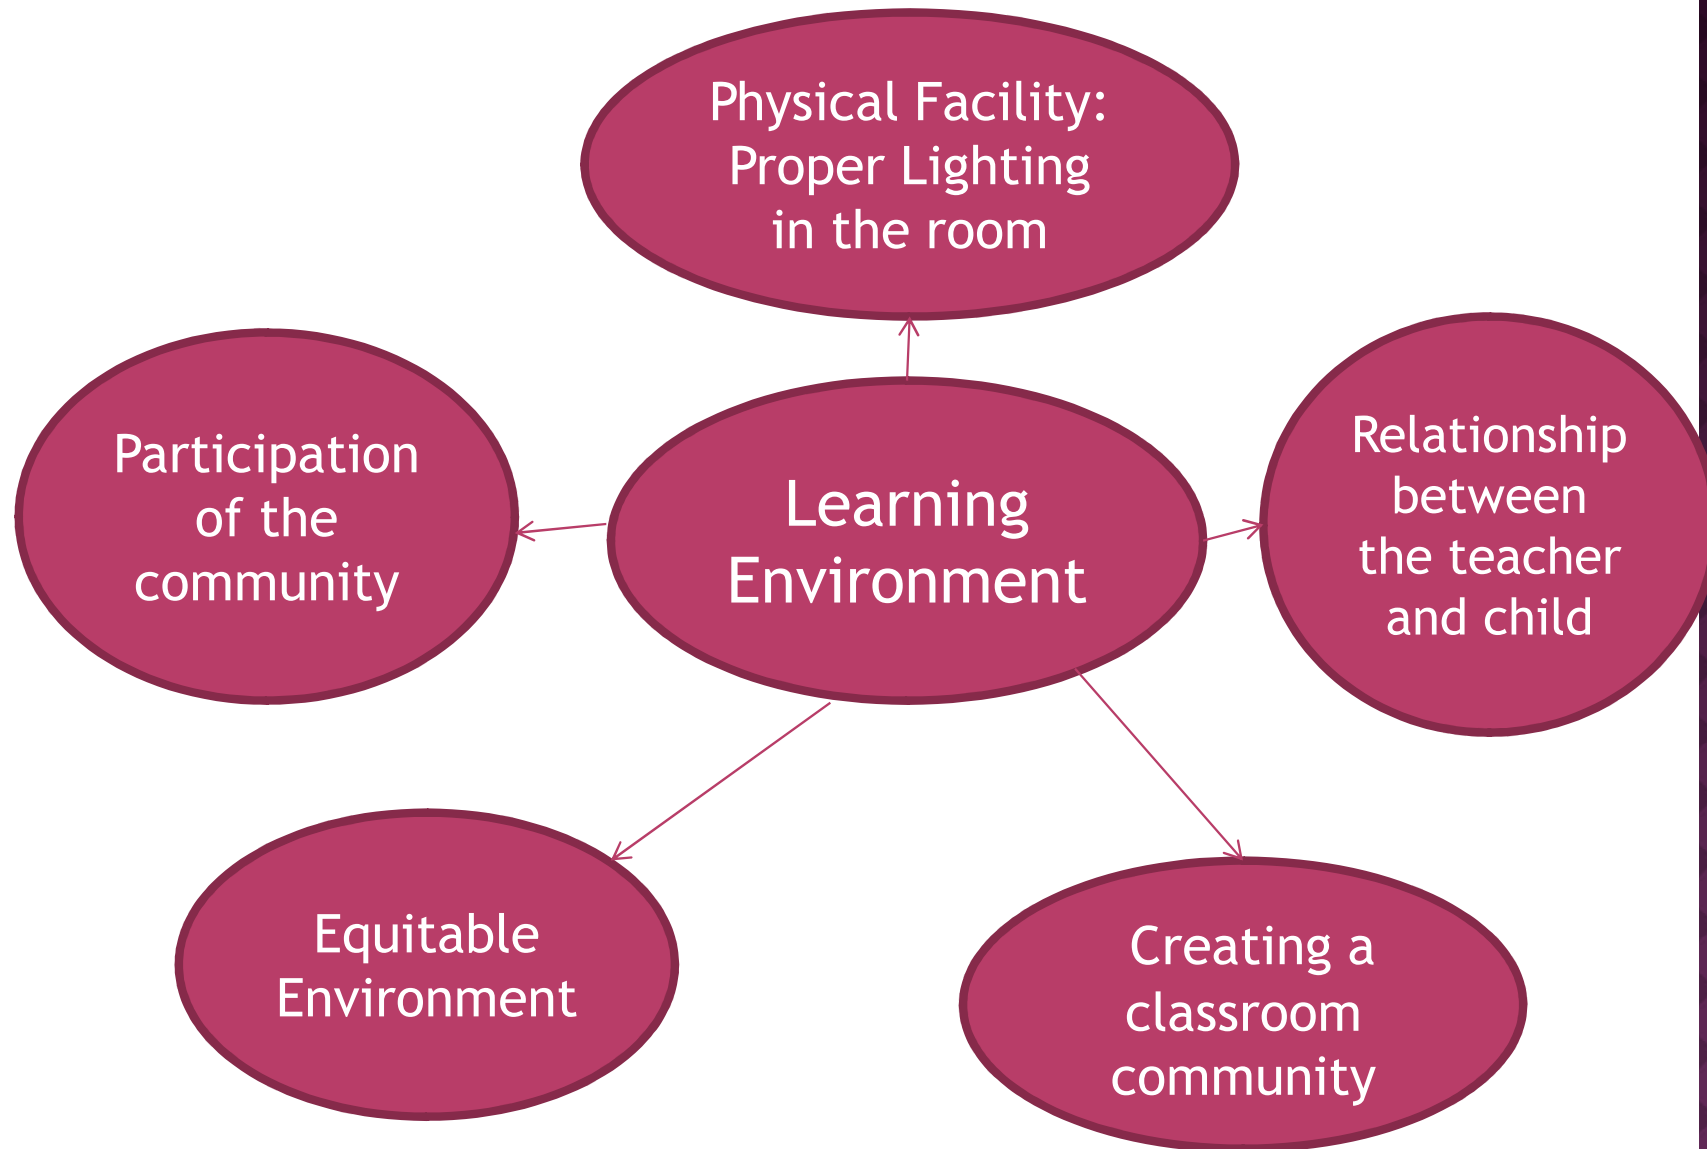 Physical Facility:
Proper Lighting
in the room
Participation
of the
community
Learning
Environment
Relationship
between
the teacher
and child
Equitable
Environment
Creating a
classroom
community